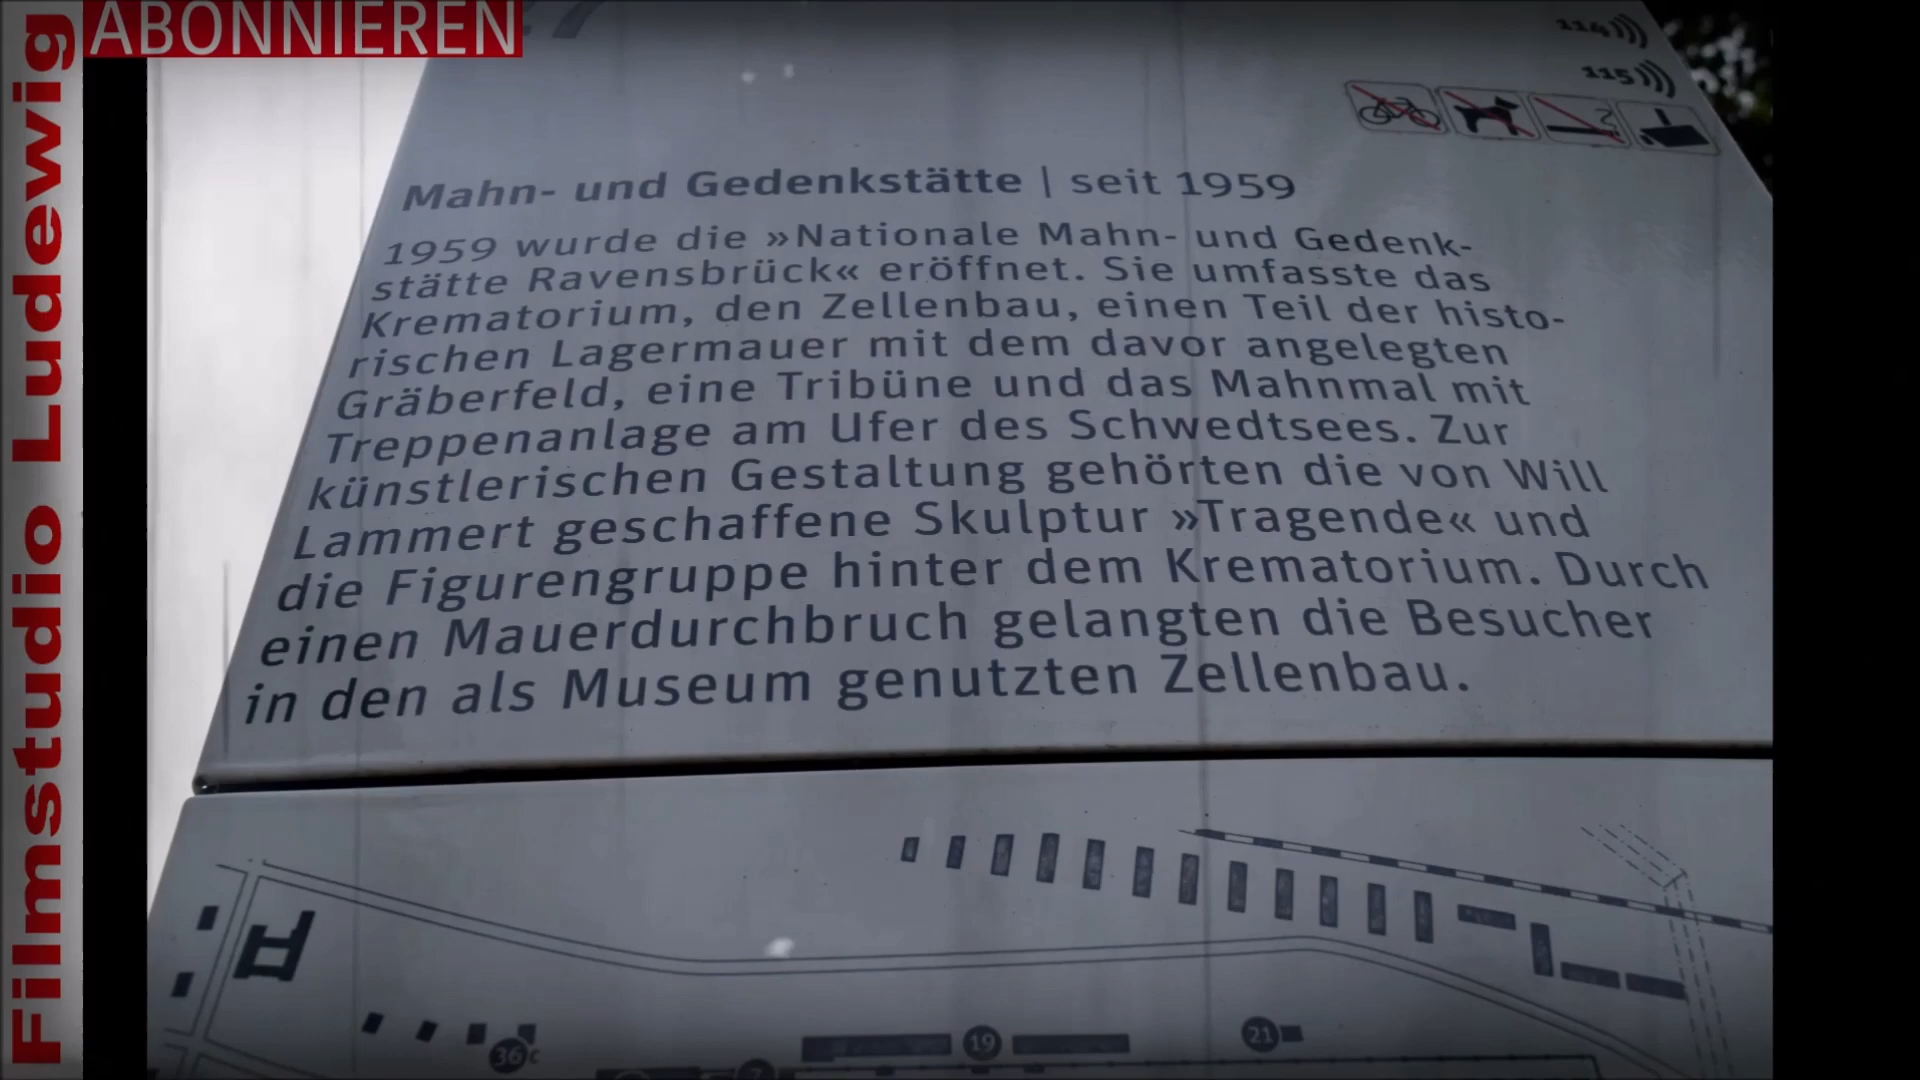 ABONNIEREN
Filmstudio Ludewig
114
115
Mahn- und Gedenkstätte | seit 1959
1959 wurde die »Nationale Mahn- und Gedenk-
stätte Ravensbrück« eröffnet. Sie umfasste das
Krematorium, den Zellenbau, einen Teil der histo-
rischen Lagermauer mit dem davor angelegten
Gräberfeld, eine Tribüne und das Mahnmal mit
Treppenanlage am Ufer des Schwedtsees. Zur
künstlerischen Gestaltung gehörten die von Will
Lammert geschaffene Skulptur »Tragende« und
die Figurengruppe hinter dem Krematorium. Durch
einen Mauerdurchbruch gelangten die Besucher
in den als Museum genutzten Zellenbau.
36 c
19
21
7